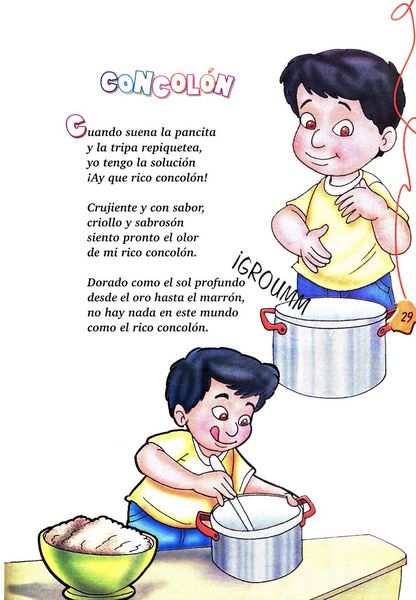 CONCOLÓN
Cuando suena la pancita
y la tripa repiquetea,
yo tengo la solución
¡Ay que rico concolón!
Crujiente y con sabor,
criollo y sabrosón
siento pronto el olor
de mi rico concolón.
Dorado como el sol profundo
desde el oro hasta el marrón,
no hay nada en este mundo
como el rico concolón.
¡GROUMM
29